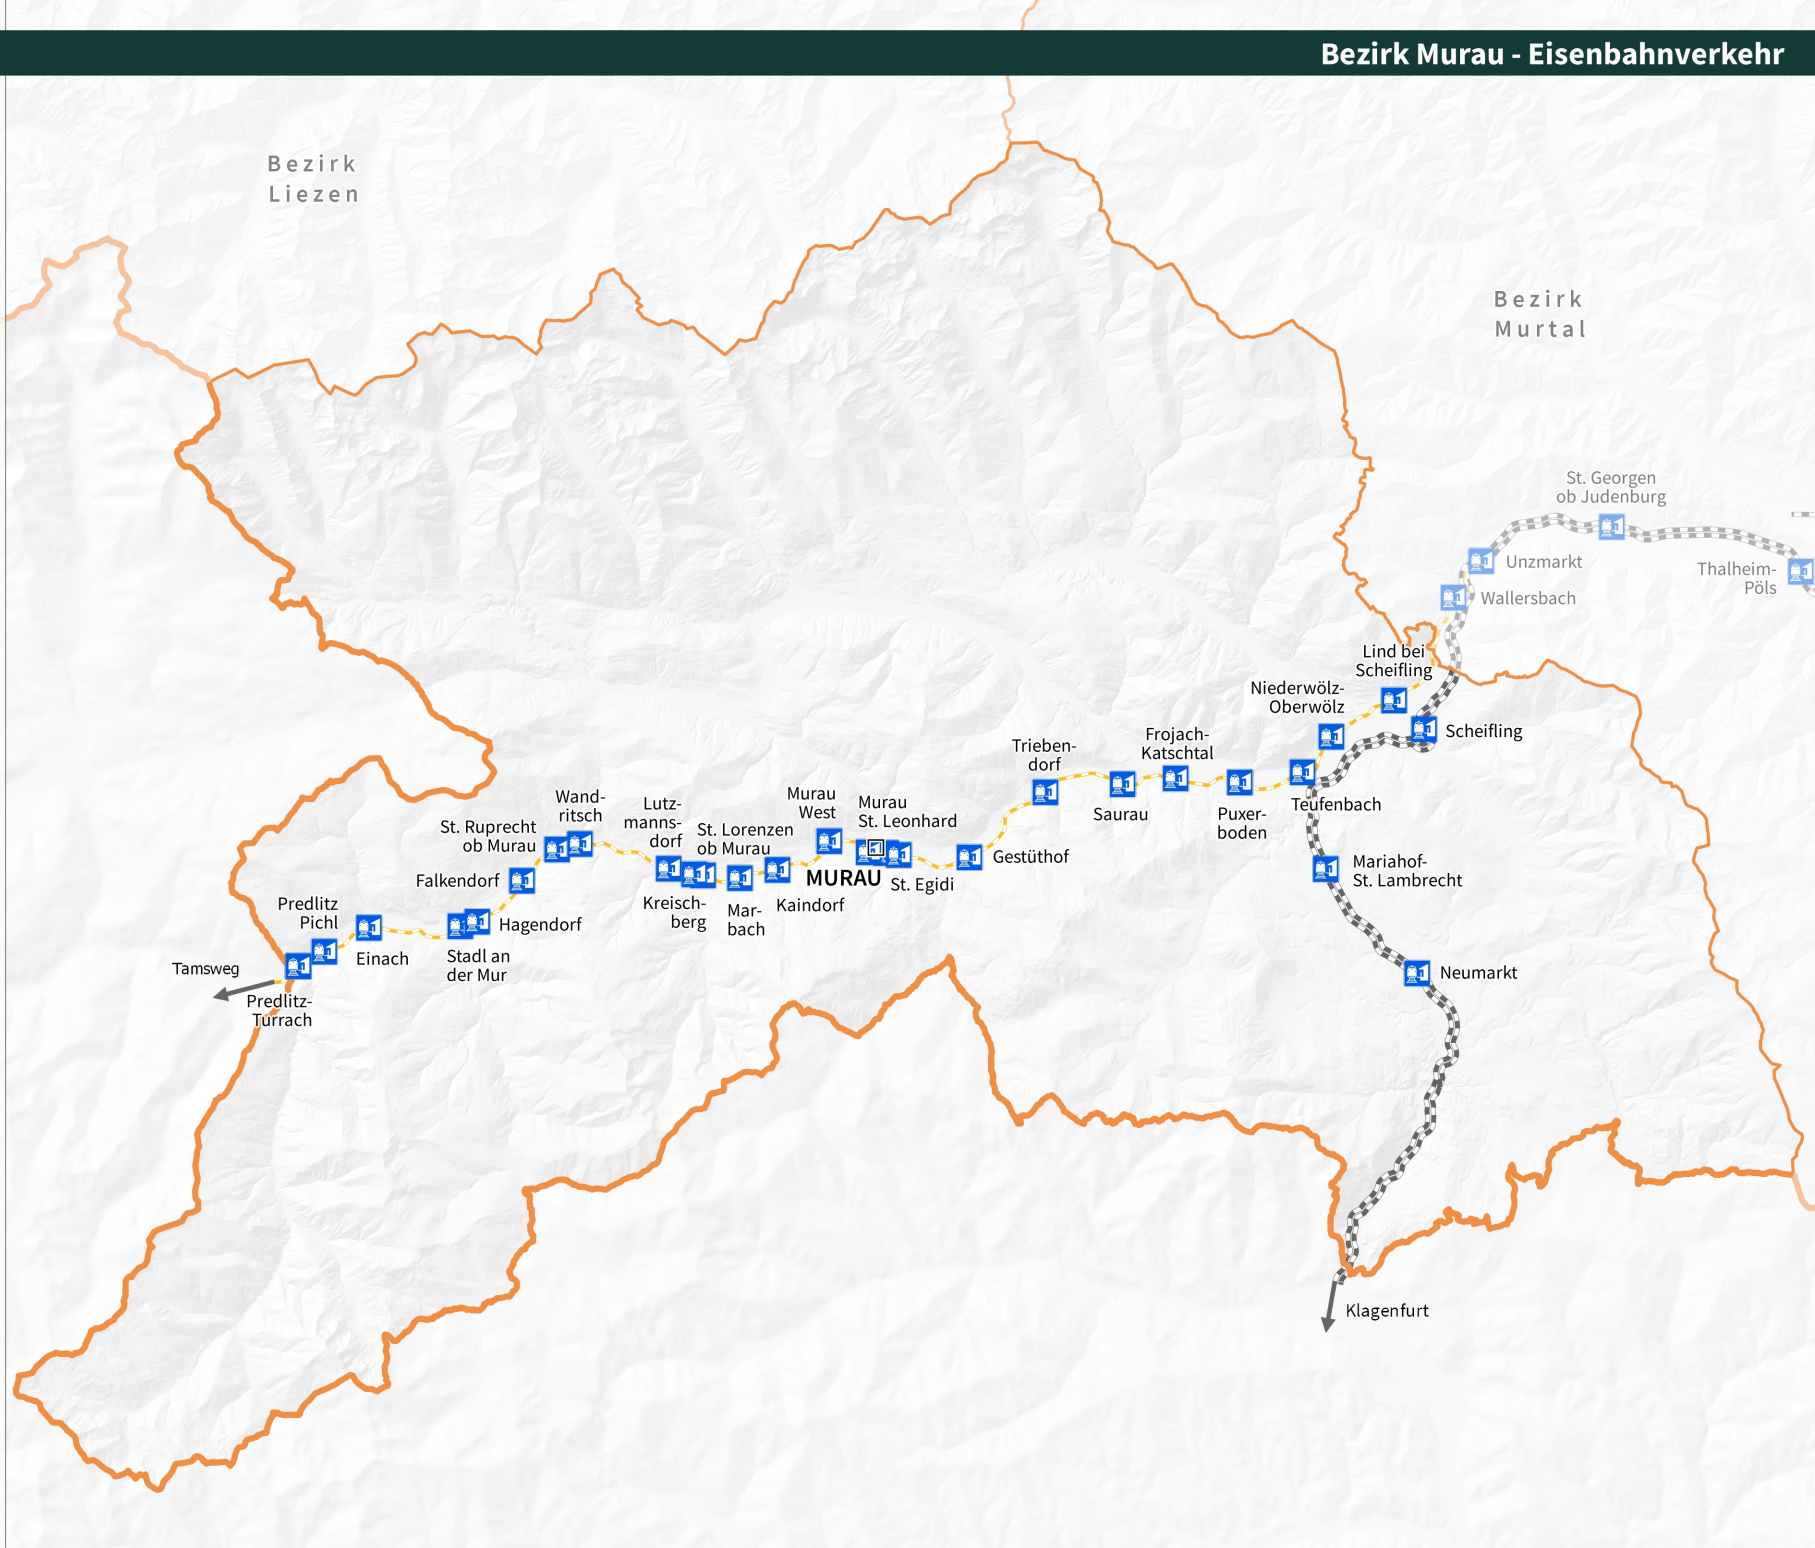 Bezirk Murau - Eisenbahnverkehr
Bezirk
Liezen
Bezirk
Murtal
St. Georgen
ob Judenburg
Unzmarkt
Thalheim-
Pöls
Wallersbach
Lind bei
Scheifling
Niederwölz-
Oberwölz
Scheifling
Frojach-
Katschtal
Trieben-
dorf
Saurau
Puxer-
boden
Teufenbach
Murau
West
Murau
St. Leonhard
Wand-
ritsch
Lutz-
manns-
dorf
St. Lorenzen
ob Murau
St. Ruprecht
ob Murau
Gestüthof
MURAU
St. Egidi
Mariahof-
St. Lambrecht
Falkendorf
Kreisch-
berg
Mar-
bach
Kaindorf
Predlitz
Pichl
Hagendorf
Einach
Stadl an
der Mur
Tamsweg
Predlitz-
Turrach
Neumarkt
Klagenfurt